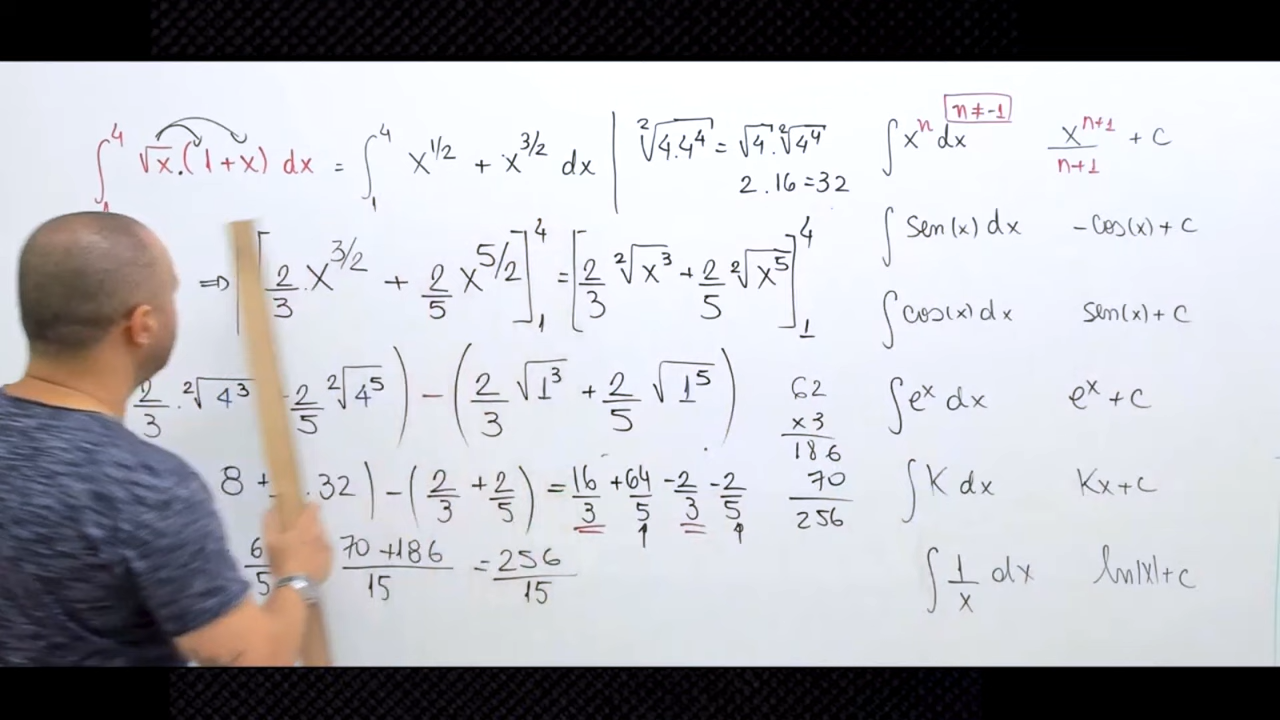 ∫₁⁴ √x.(1+x) dx = ∫₁⁴ x^{1/2} + x^{3/2} dx
⇒ [2/3 . x^{3/2} + 2/5 x^{5/2}]₁⁴ = [2/3 ²√x³ + 2/5 ²√x⁵]₁⁴
2/3 . ²√4³ 2/5 ²√4⁵) − (2/3 √1³ + 2/5 √1⁵)
8 + .32) − (2/3 + 2/5) = 16/3 + 64/5 − 2/3 − 2/5
70+186/15 = 256/15
²√4.4⁴ = √4 . ²√4⁴
2.16=32
62
x3
186
70
256
n≠-1
∫xⁿdx x^{n+1}/n+1 + C
∫ Sen(x) dx -Cos(x)+C
∫ cos(x) dx Sen(x)+C
∫ eˣ dx eˣ+C
∫ K dx Kx+C
∫ 1/x dx ln|x|+C